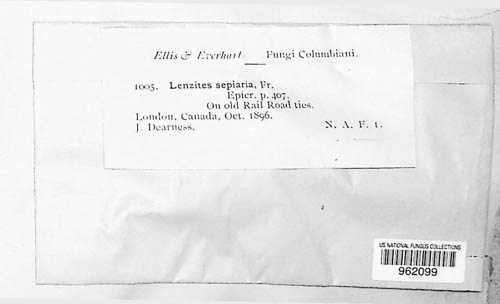 Ellis & Everhart Fungi Columbiani.
1005. Lenzites sepiaria, Fr.
Epicr. p. 407.
On old Rail Road ties.
London, Canada, Oct. 1896.
J. Dearness. N. A. F. 1.
US NATIONAL FUNGUS COLLECTIONS
962099